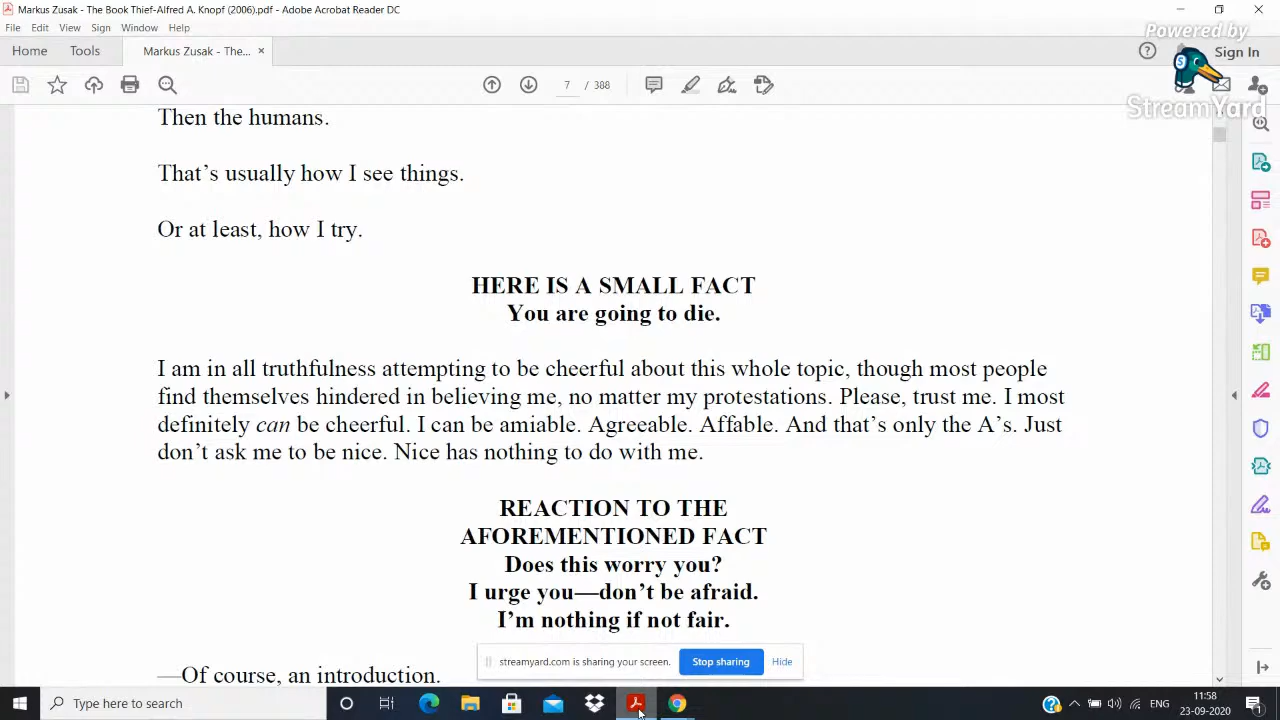 Markus Zusak - The Book Thief-Alfred A. Knopf (2006).pdf - Adobe Acrobat Reader DC
File Edit View Sign Window Help
Powered by
StreamYard
Home Tools Markus Zusak - The... × Sign In
7 / 388
Then the humans.
That’s usually how I see things.
Or at least, how I try.
HERE IS A SMALL FACT
You are going to die.
I am in all truthfulness attempting to be cheerful about this whole topic, though most people
find themselves hindered in believing me, no matter my protestations. Please, trust me. I most
definitely can be cheerful. I can be amiable. Agreeable. Affable. And that’s only the A’s. Just
don’t ask me to be nice. Nice has nothing to do with me.
REACTION TO THE
AFOREMENTIONED FACT
Does this worry you?
I urge you—don’t be afraid.
I’m nothing if not fair.
—Of course, an introduction.
streamyard.com is sharing your screen. Stop sharing Hide
Type here to search
ENG
11:58
23-09-2020
1